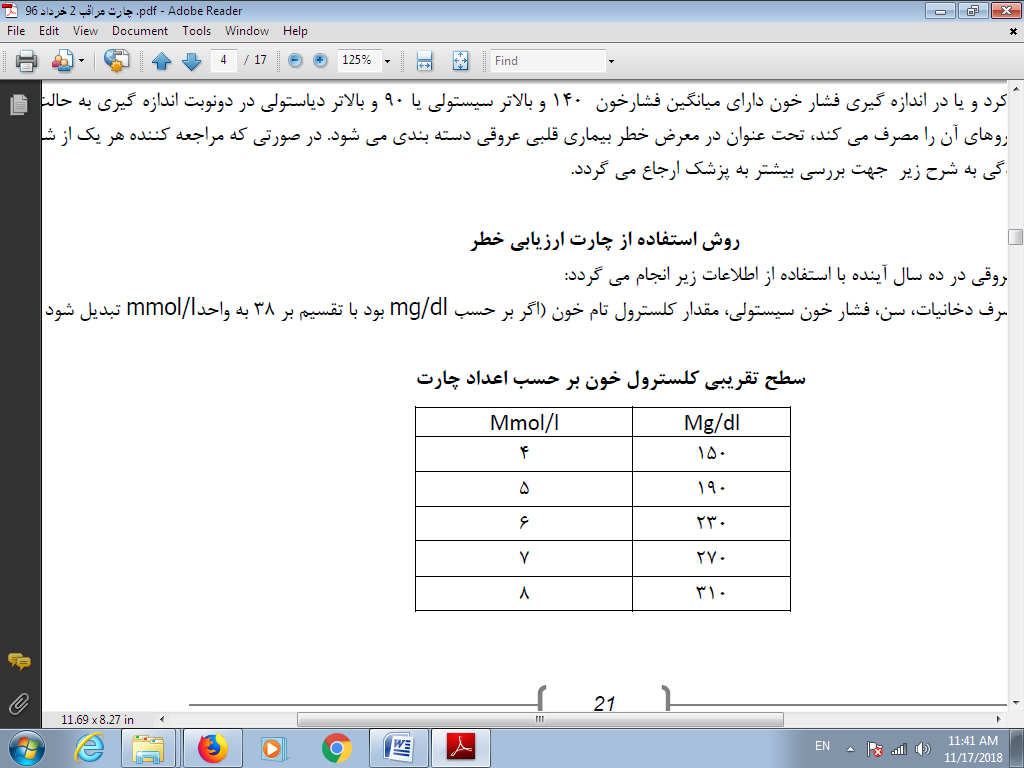 چارت مراقب 2 خرداد 96 .pdf - Adobe Reader
File Edit View Document Tools Window Help
4 / 17 125% Find
کرد و یا در اندازه گیری فشار خون دارای میانگین فشارخون ۱۴۰ و بالاتر سیستولی یا ۹۰ و بالاتر دیاستولی در دونوبت اندازه گیری به حالت
روهای آن را مصرف می کند، تحت عنوان در معرض خطر بیماری قلبی عروقی دسته بندی می شود. در صورتی که مراجعه کننده هر یک از
به شرح زیر جهت بررسی بیشتر به پزشک ارجاع می گردد.
روش استفاده از چارت ارزیابی خطر
روقی در ده سال آینده با استفاده از اطلاعات زیر انجام می گردد:
دخانیات، سن، فشار خون سیستولی، مقدار کلسترول تام خون (اگر بر حسب mg/dl بود با تقسیم بر ۳۸ به واحد mmol/l تبدیل شود
سطح تقریبی کلسترول خون بر حسب اعداد چارت
Mmol/l Mg/dl
۴ ۱۵۰
۵ ۱۹۰
۶ ۲۳۰
۷ ۲۷۰
۸ ۳۱۰
21
11.69 x 8.27 in
EN 11:41 AM
11/17/2018